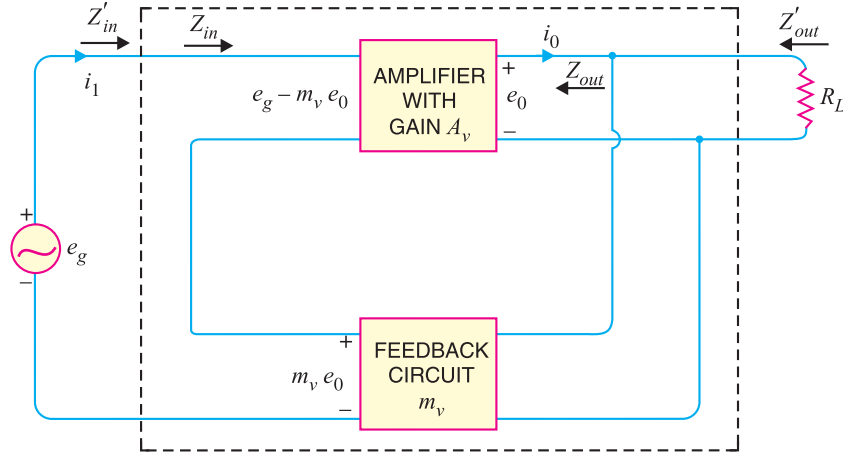 Z'in
Zin
i0
Z'out
i1
Zout
+
AMPLIFIER
WITH
GAIN Av
eg – mv e0
e0
–
RL
+
eg
–
+
FEEDBACK
CIRCUIT
mv
mv e0
–